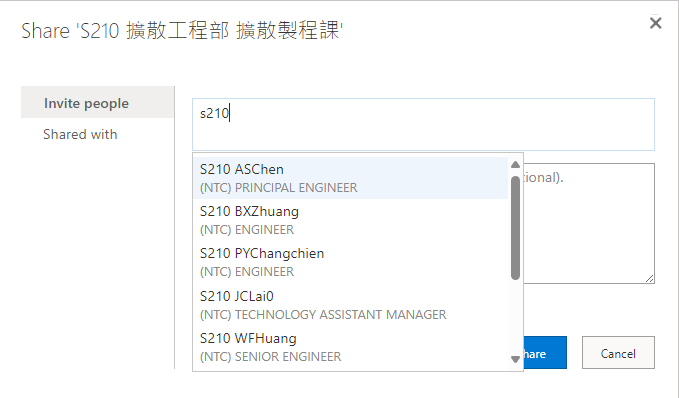 Share 'S210 擴散工程部 擴散製程課'
Invite people
Shared with
s210
S210 ASChen
(NTC) PRINCIPAL ENGINEER
S210 BXZhuang
(NTC) ENGINEER
S210 PYChangchien
(NTC) ENGINEER
S210 JCLai0
(NTC) TECHNOLOGY ASSISTANT MANAGER
S210 WFHuang
(NTC) SENIOR ENGINEER
tional).
hare
Cancel